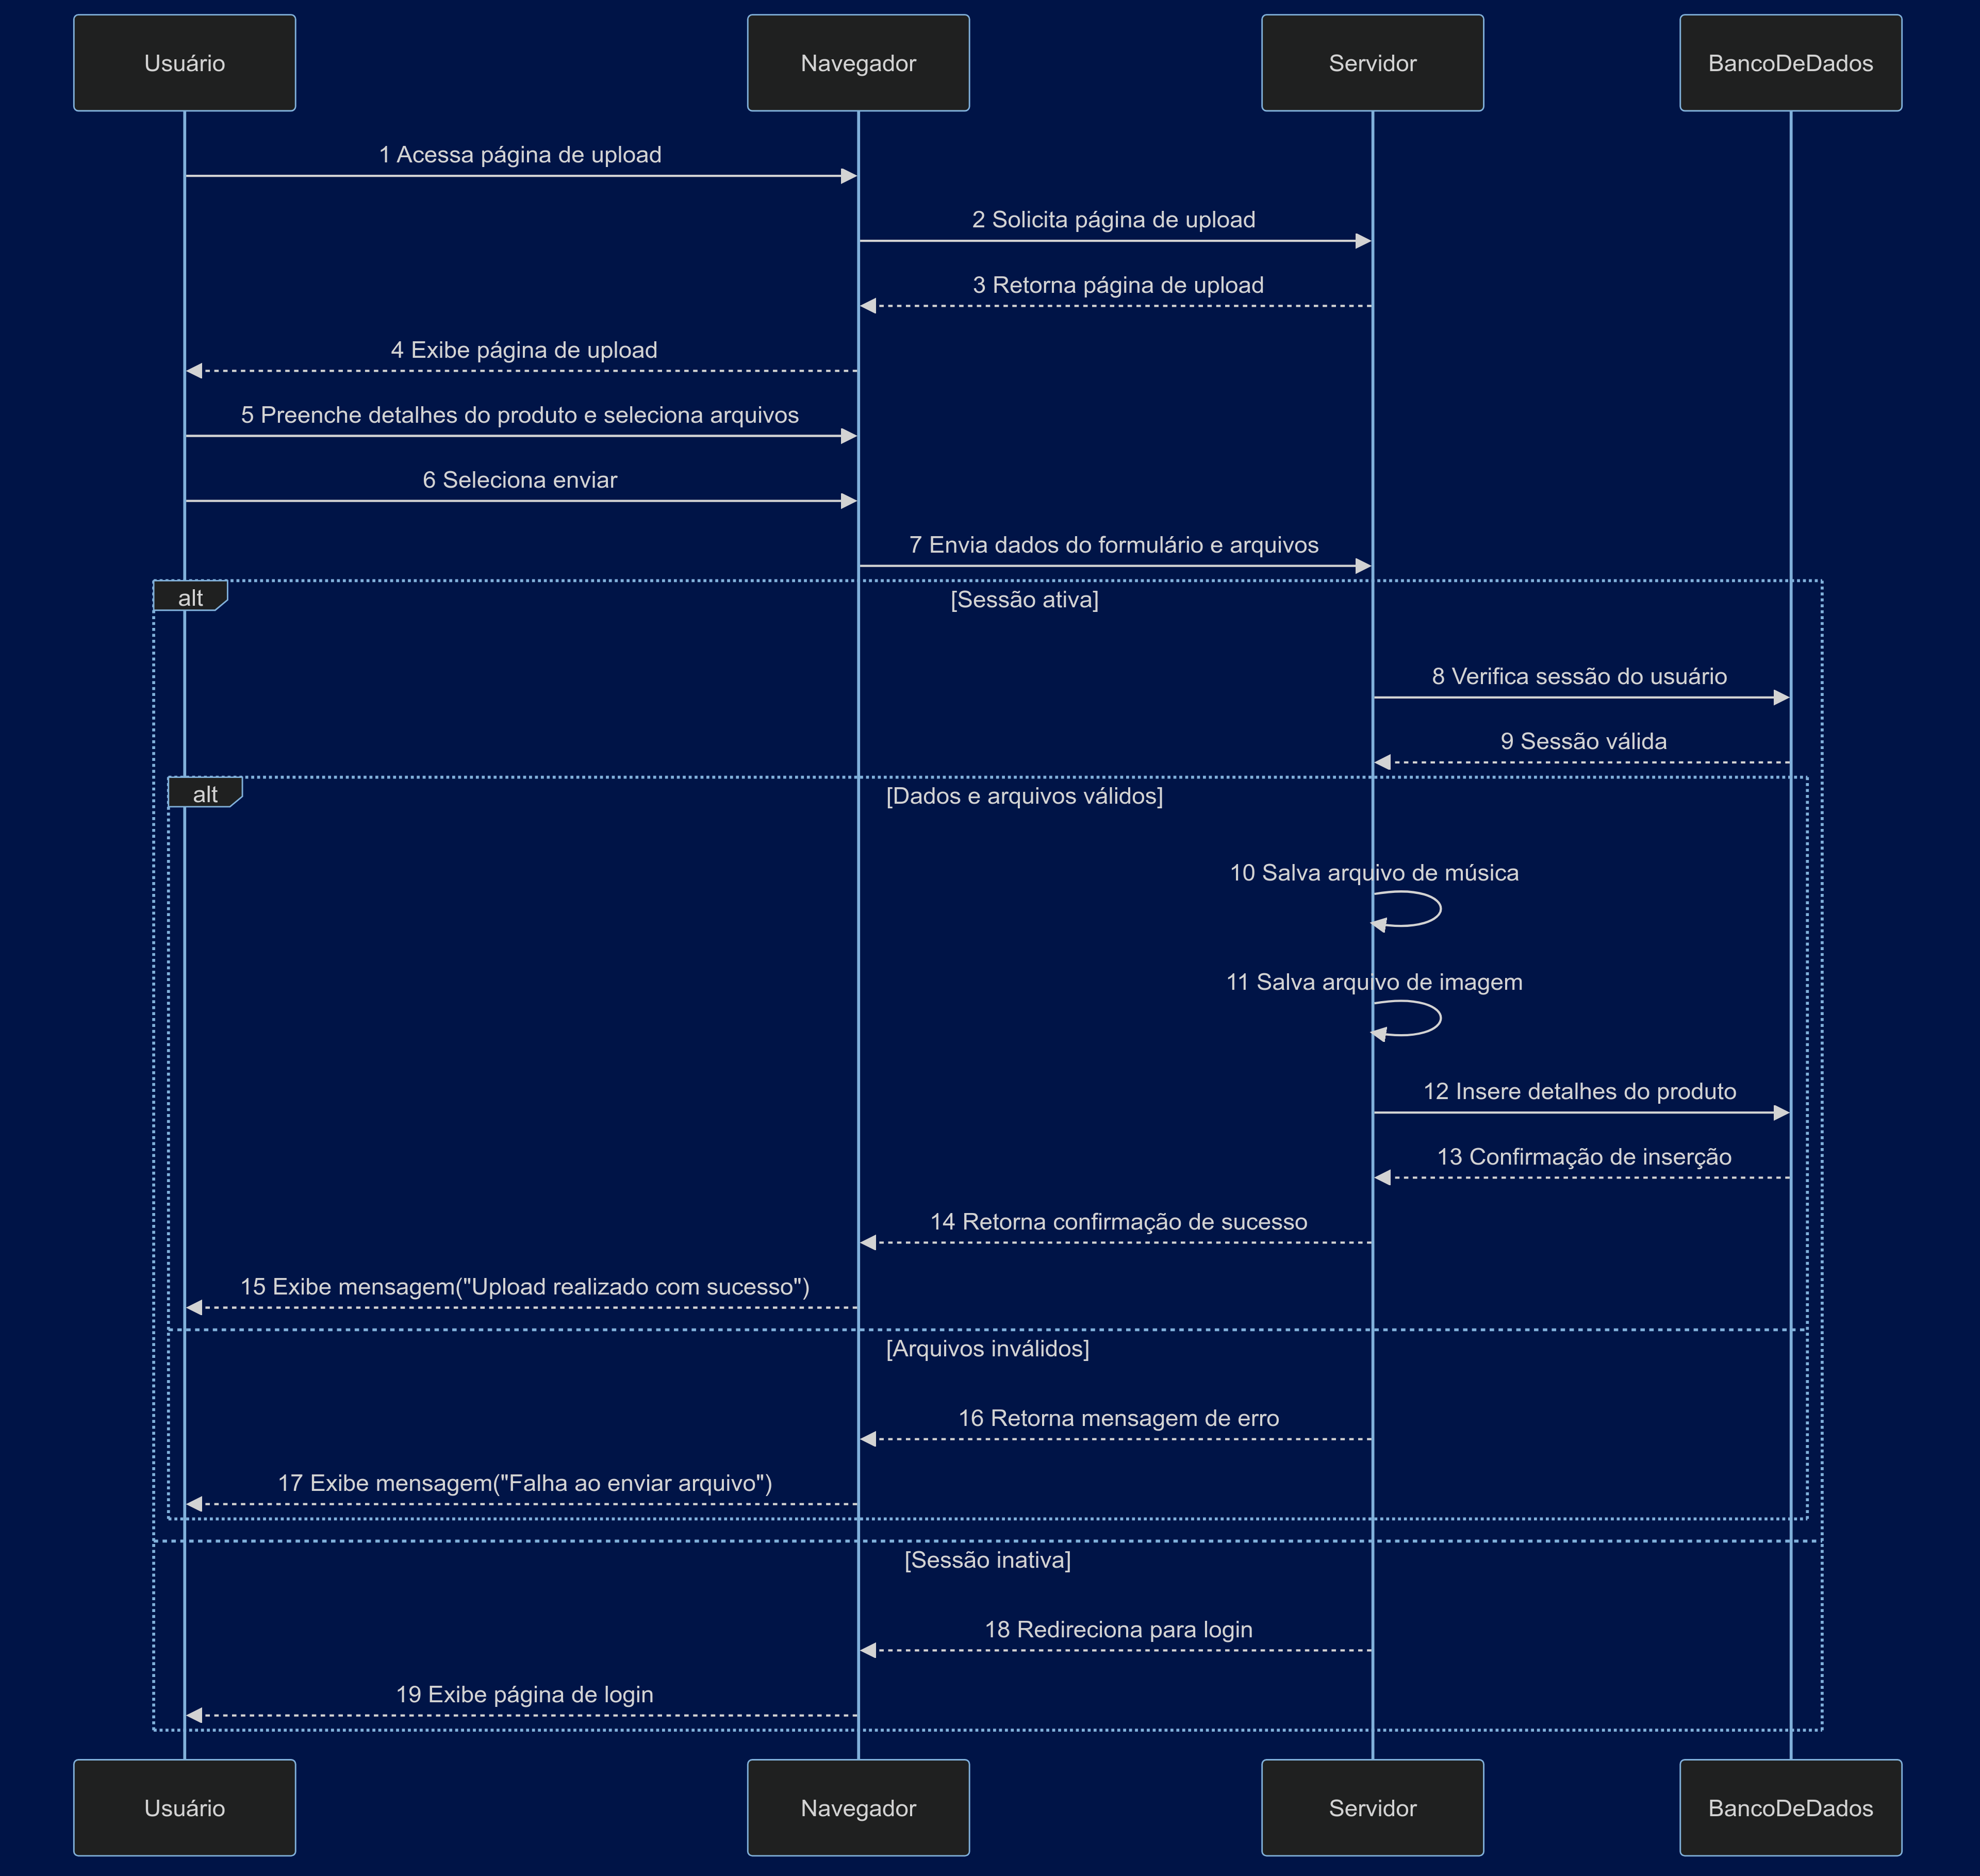 Usuário
Navegador
Servidor
BancoDeDados
1 Acessa página de upload
2 Solicita página de upload
3 Retorna página de upload
4 Exibe página de upload
5 Preenche detalhes do produto e seleciona arquivos
6 Seleciona enviar
7 Envia dados do formulário e arquivos
alt
[Sessão ativa]
8 Verifica sessão do usuário
9 Sessão válida
alt
[Dados e arquivos válidos]
10 Salva arquivo de música
11 Salva arquivo de imagem
12 Insere detalhes do produto
13 Confirmação de inserção
14 Retorna confirmação de sucesso
15 Exibe mensagem("Upload realizado com sucesso")
[Arquivos inválidos]
16 Retorna mensagem de erro
17 Exibe mensagem("Falha ao enviar arquivo")
[Sessão inativa]
18 Redireciona para login
19 Exibe página de login
Usuário
Navegador
Servidor
BancoDeDados